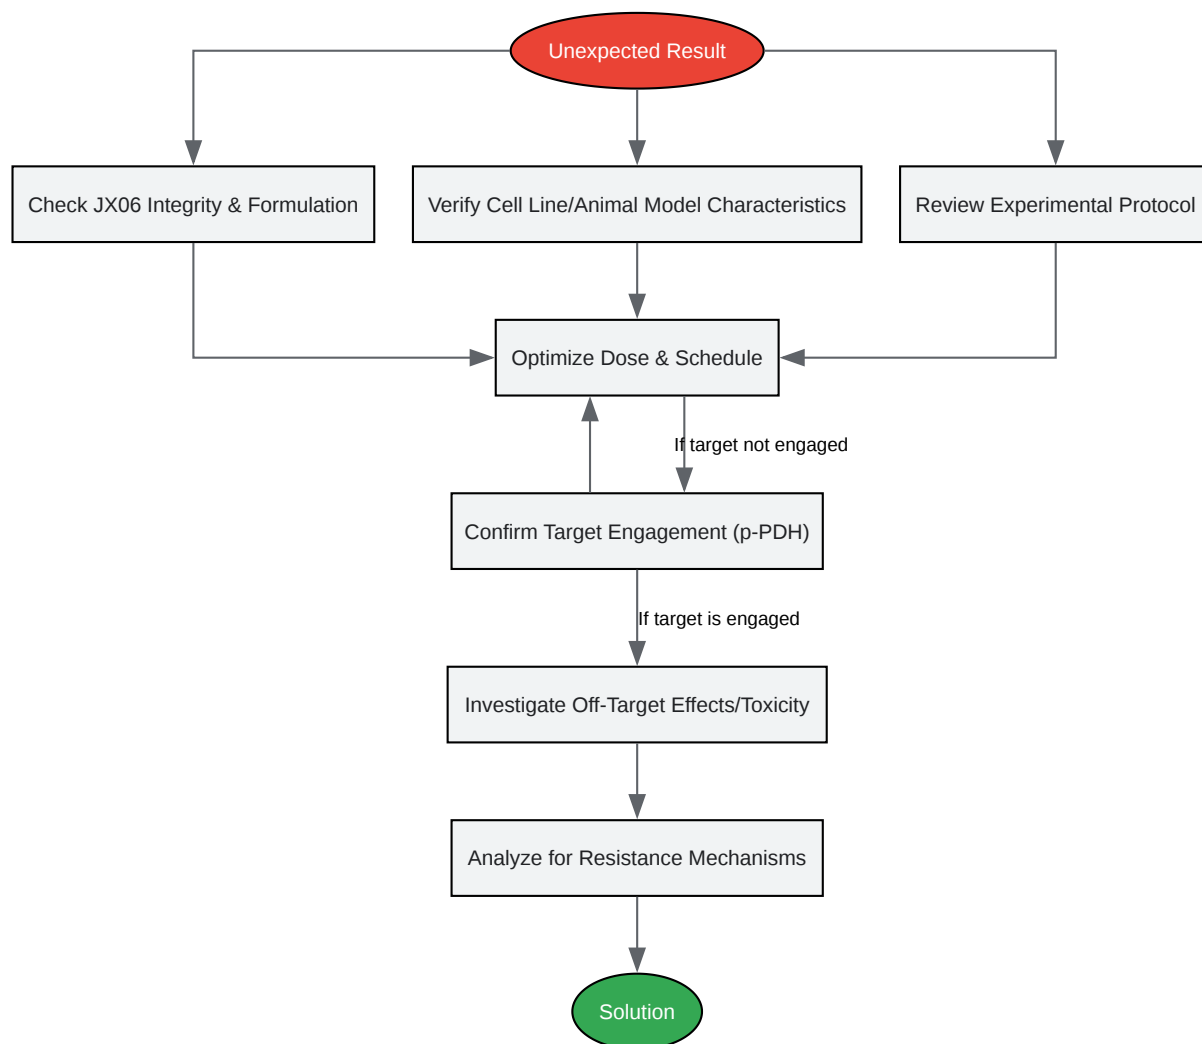 Unexpected Result
Check JX06 Integrity & Formulation
Verify Cell Line/Animal Model Characteristics
Review Experimental Protocol
Optimize Dose & Schedule
If target not engaged
Confirm Target Engagement (p-PDH)
If target is engaged
Investigate Off-Target Effects/Toxicity
Analyze for Resistance Mechanisms
Solution